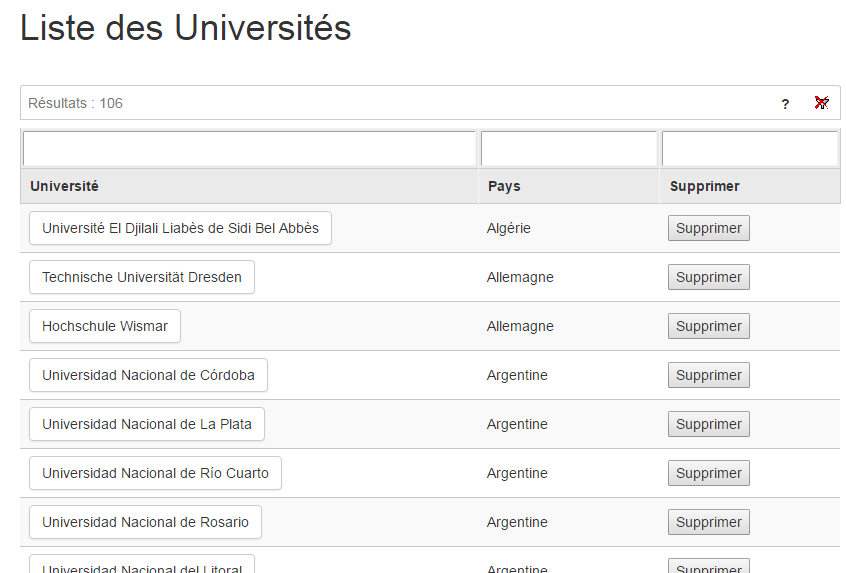 Liste des Universités
Résultats : 106
?
Université Pays Supprimer
Université El Djilali Liabès de Sidi Bel Abbès Algérie Supprimer
Technische Universität Dresden Allemagne Supprimer
Hochschule Wismar Allemagne Supprimer
Universidad Nacional de Córdoba Argentine Supprimer
Universidad Nacional de La Plata Argentine Supprimer
Universidad Nacional de Río Cuarto Argentine Supprimer
Universidad Nacional de Rosario Argentine Supprimer
Universidad Nacional del Litoral Argentine Supprimer